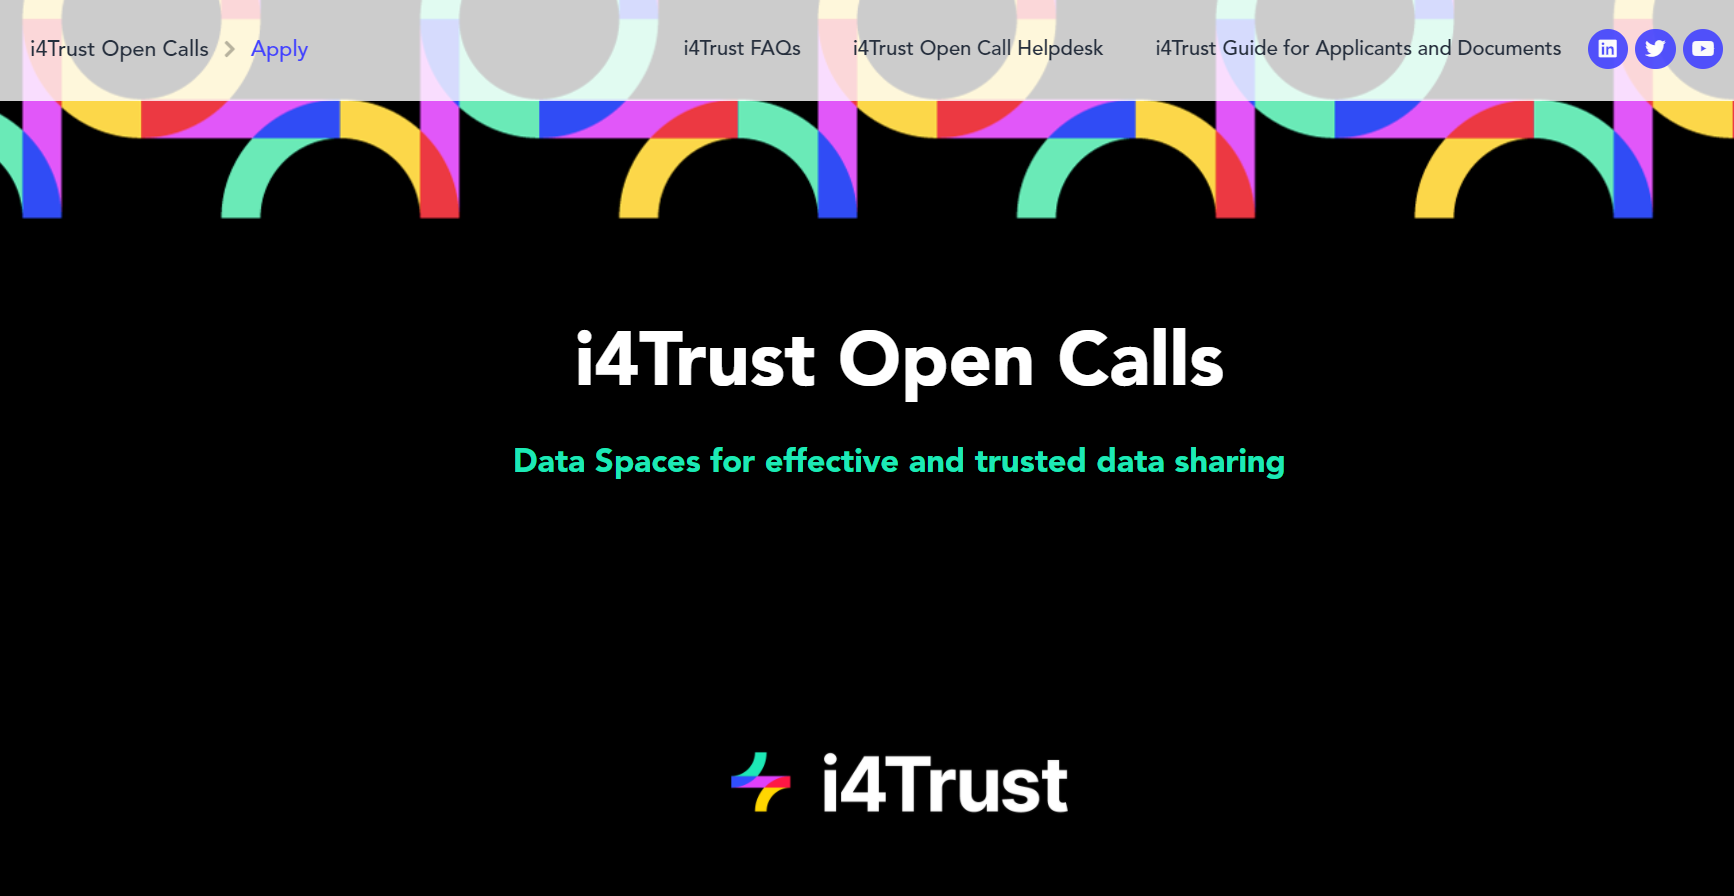 i4Trust Open Calls > Apply
i4Trust FAQs
i4Trust Open Call Helpdesk
i4Trust Guide for Applicants and Documents
i4Trust Open Calls
Data Spaces for effective and trusted data sharing
i4Trust